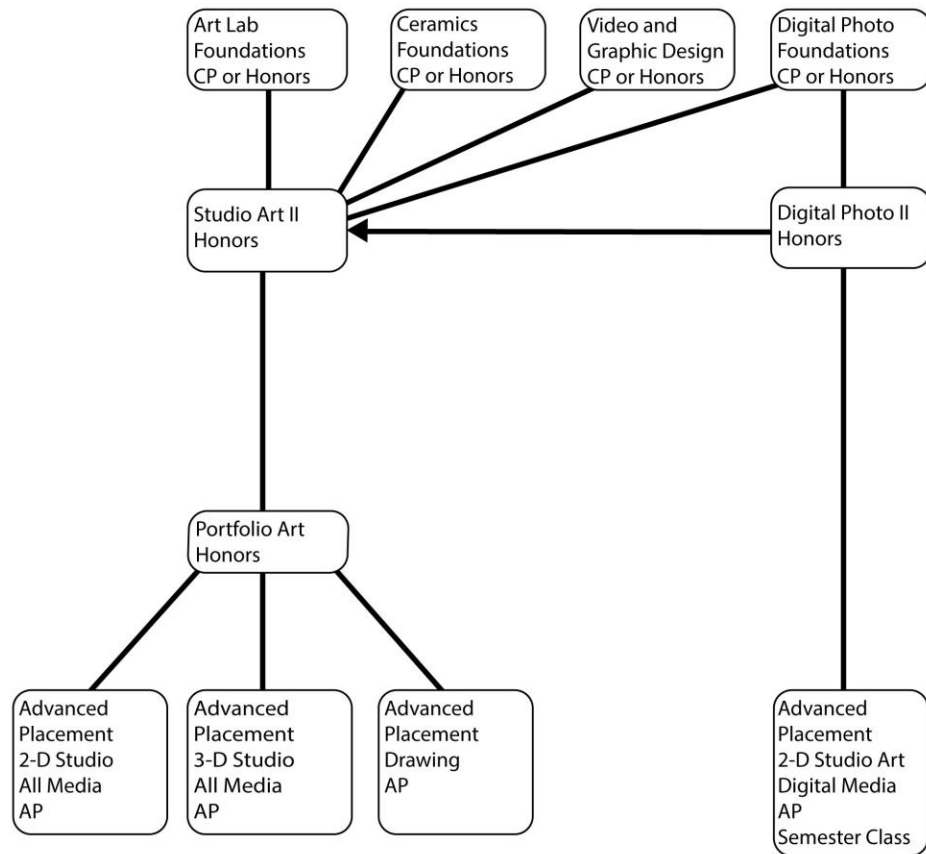 Art Lab
Foundations
CP or Honors
Ceramics
Foundations
CP or Honors
Video and
Graphic Design
CP or Honors
Digital Photo
Foundations
CP or Honors
Studio Art II
Honors
Digital Photo II
Honors
Portfolio Art
Honors
Advanced
Placement
2-D Studio
All Media
AP
Advanced
Placement
3-D Studio
All Media
AP
Advanced
Placement
Drawing
AP
Advanced
Placement
2-D Studio Art
Digital Media
AP
Semester Class